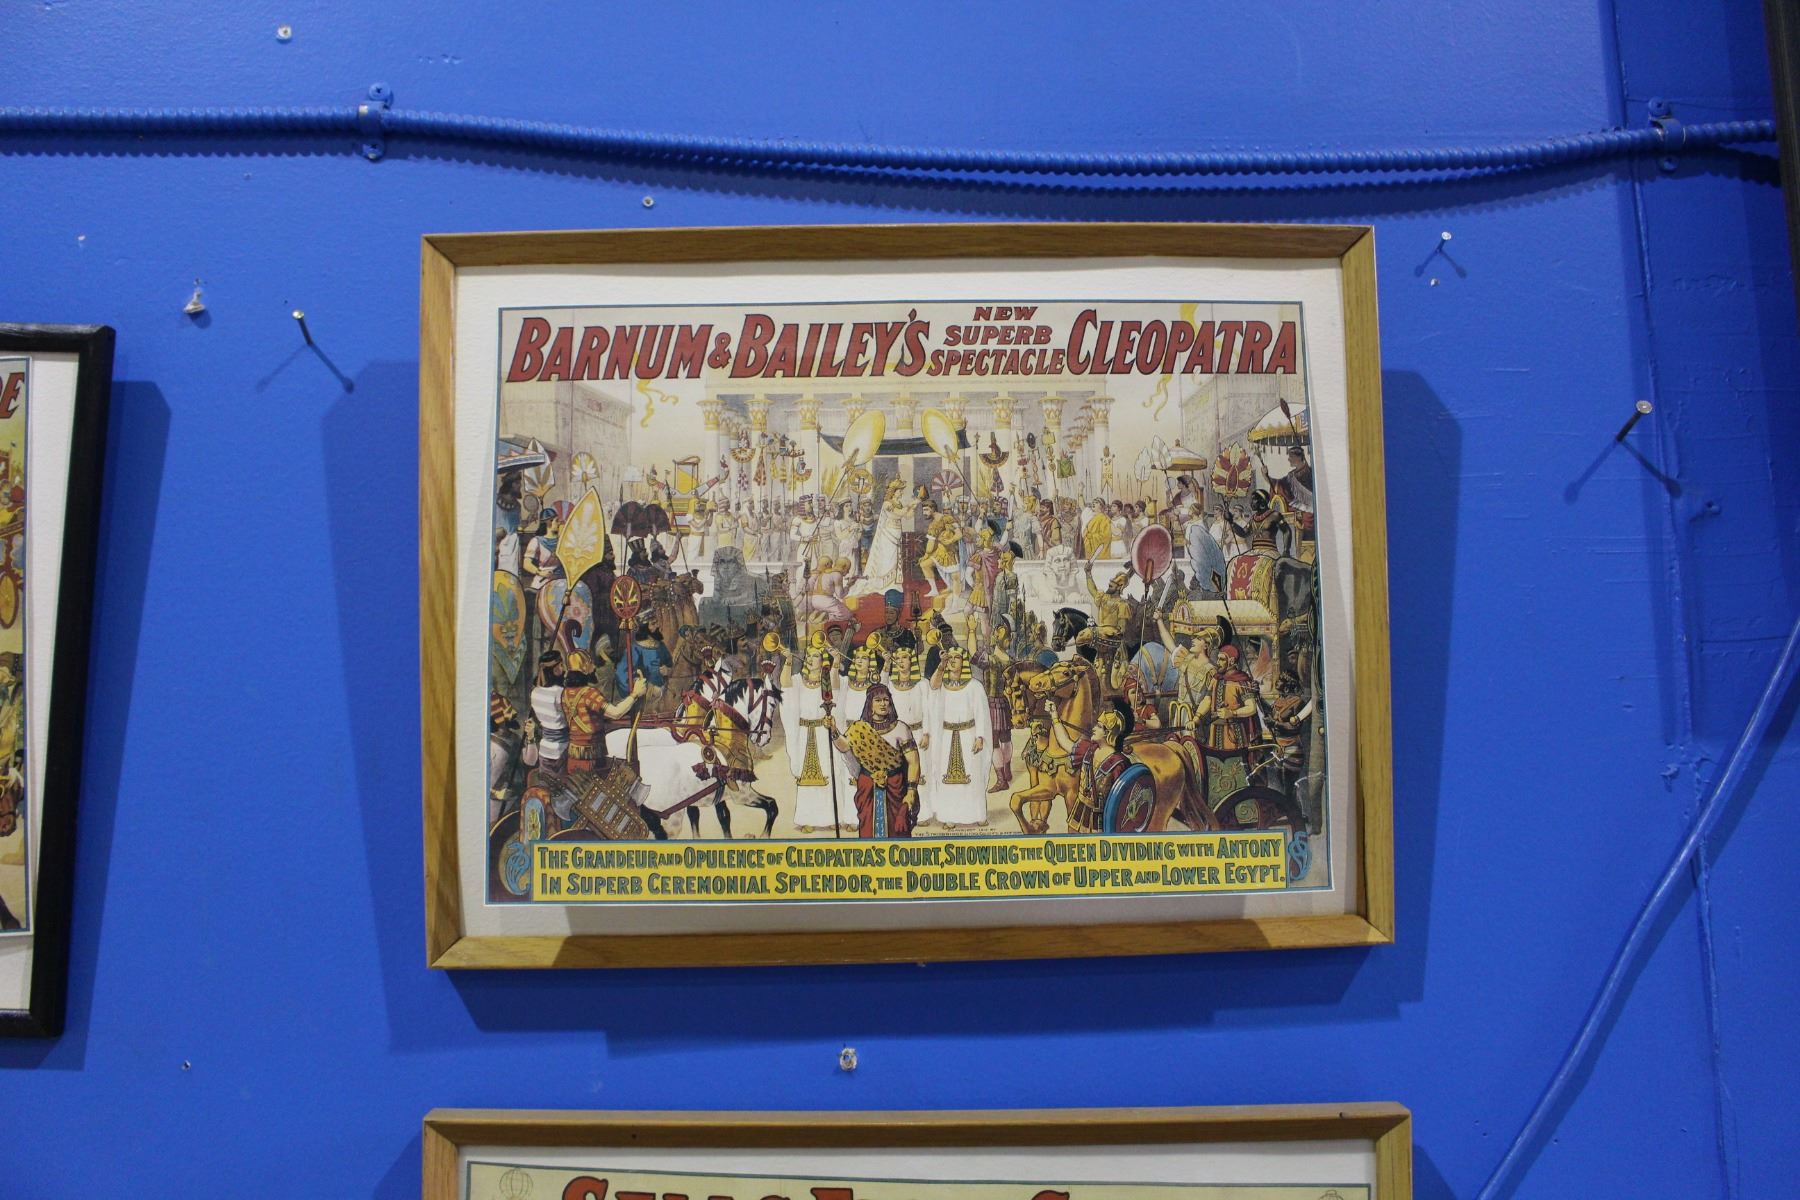 BARNUM & BAILEY'S NEW SUPERB SPECTACLE CLEOPATRA
THE GRANDEUR AND OPULENCE OF CLEOPATRA'S COURT, SHOWING THE QUEEN DIVIDING WITH ANTONY
IN SUPERB CEREMONIAL SPLENDOR, THE DOUBLE CROWN OF UPPER AND LOWER EGYPT.